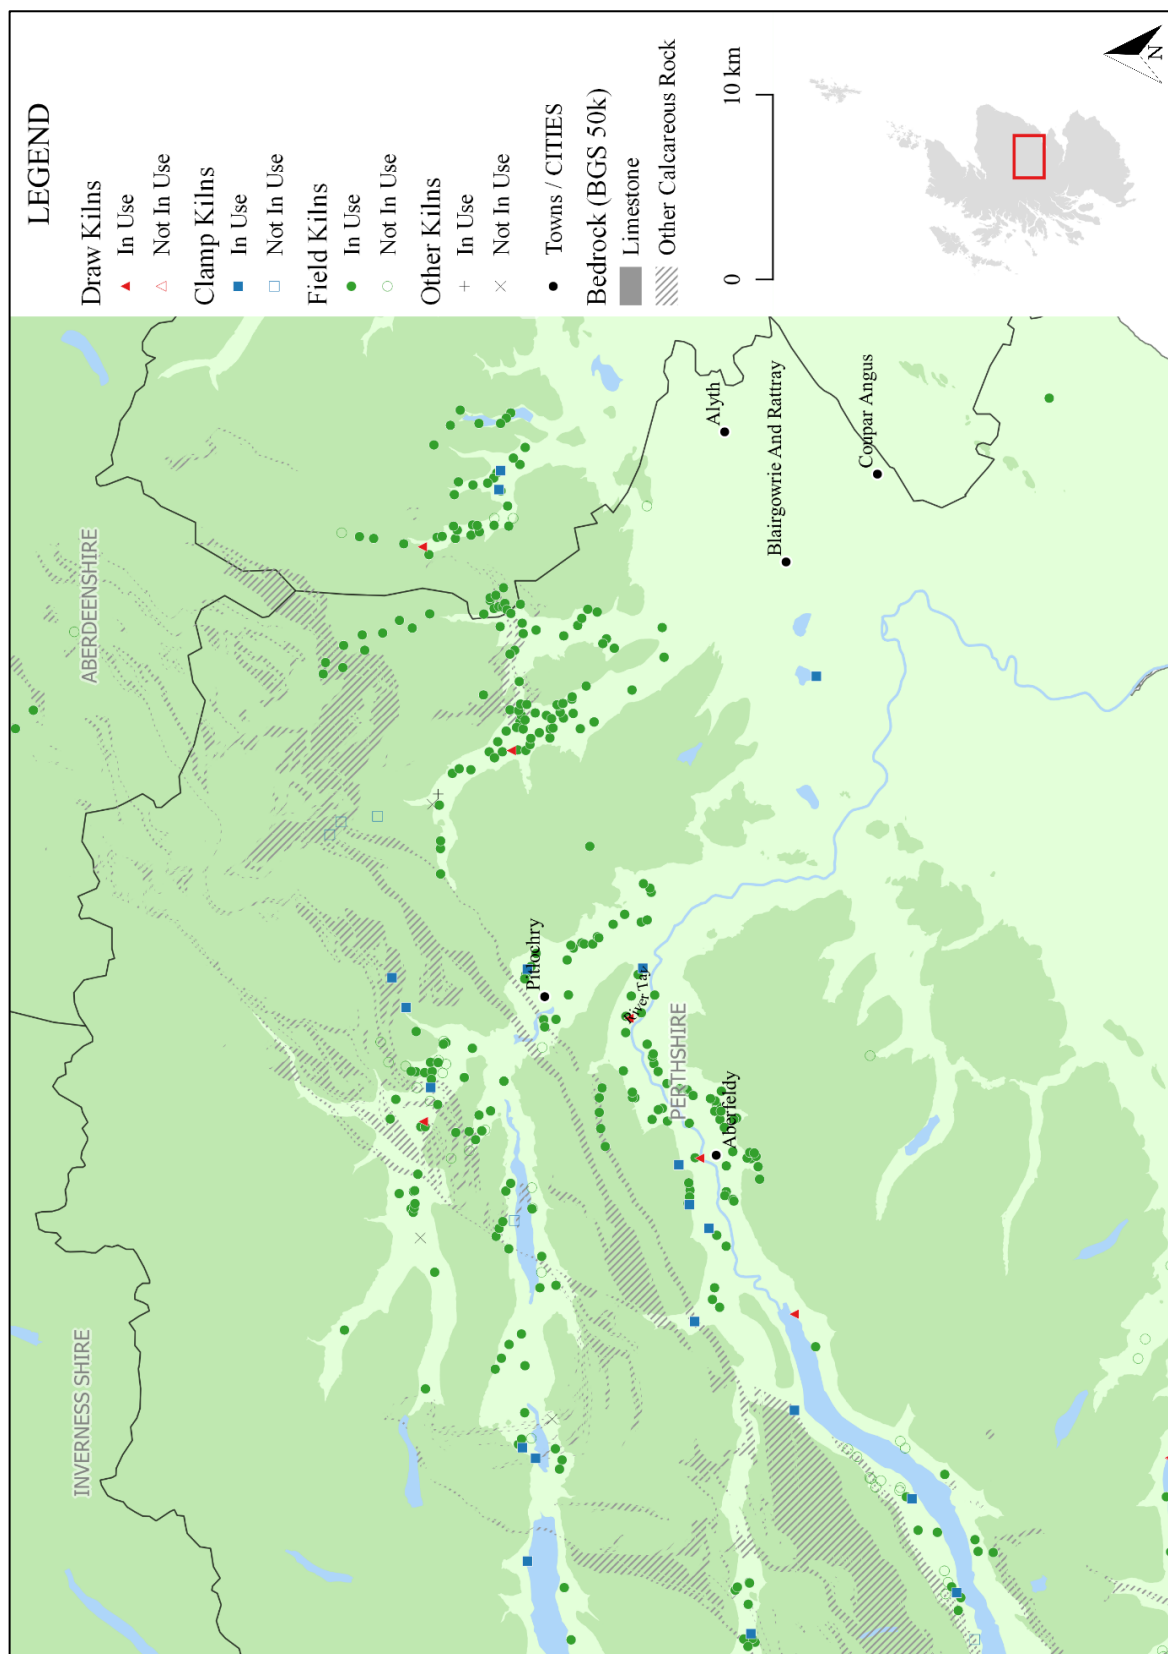 LEGEND
Draw Kilns
In Use
Not In Use
Clamp Kilns
In Use
Not In Use
Field Kilns
In Use
Not In Use
Other Kilns
In Use
Not In Use
Towns / CITIES
Bedrock (BGS 50k)
Limestone
Other Calcareous Rock
0
10 km
N
INVERNESS SHIRE
ABERDEENSHIRE
PERTHSHIRE
Pitlochry
River Tay
Aberfeldy
Alyth
Blairgowrie And Rattray
Coupar Angus